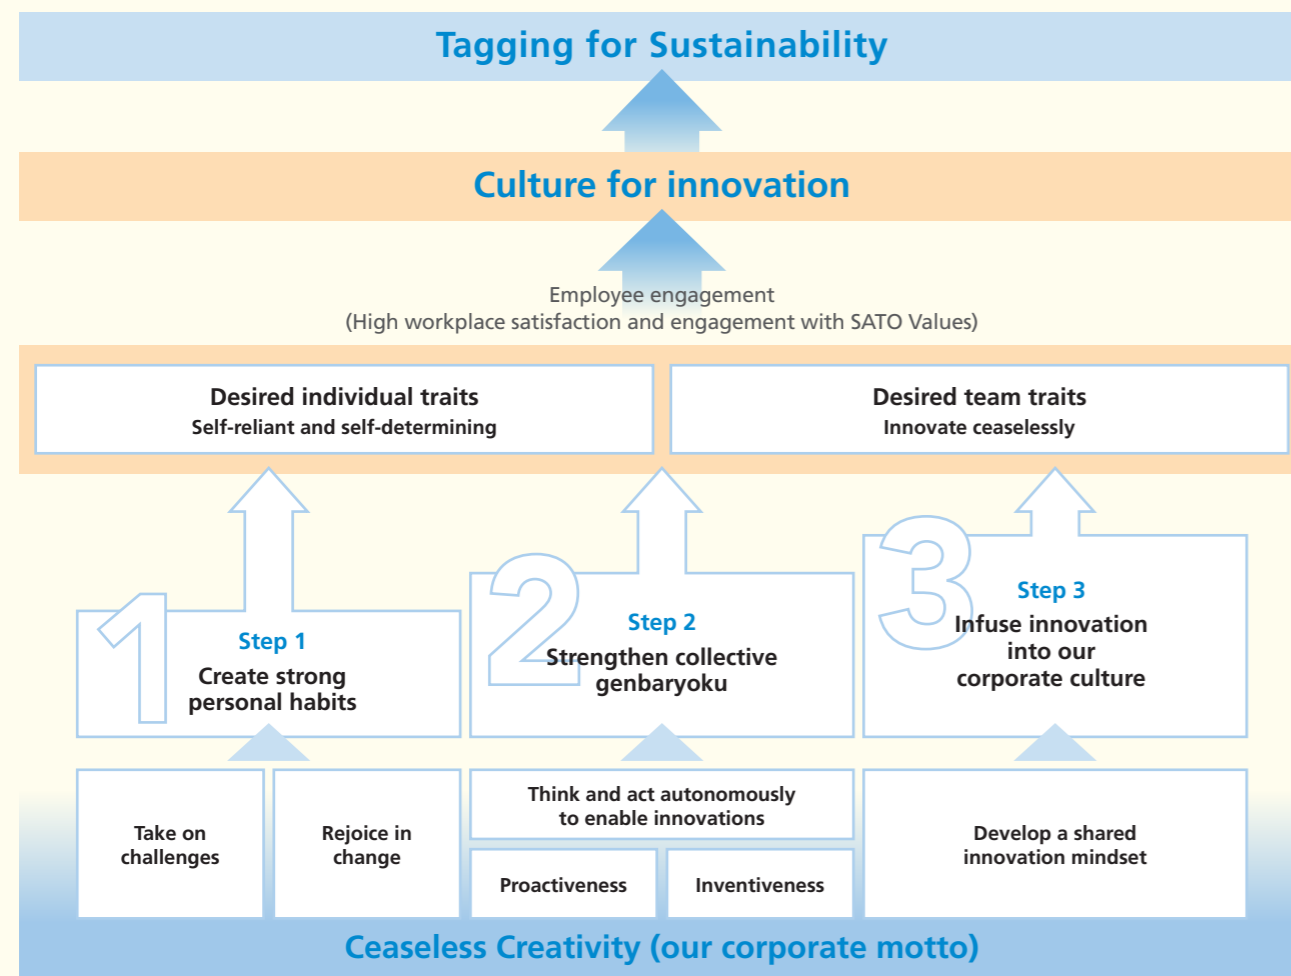 Tagging for Sustainability
Culture for innovation
Employee engagement
(High workplace satisfaction and engagement with SATO Values)
Desired individual traits
Self-reliant and self-determining
Desired team traits
Innovate ceaselessly
1
Step 1
Create strong
personal habits
2
Step 2
Strengthen collective
genbaryoku
3
Step 3
Infuse innovation
into our
corporate culture
Take on
challenges
Rejoice in
change
Think and act autonomously
to enable innovations
Proactiveness
Inventiveness
Develop a shared
innovation mindset
Ceaseless Creativity (our corporate motto)